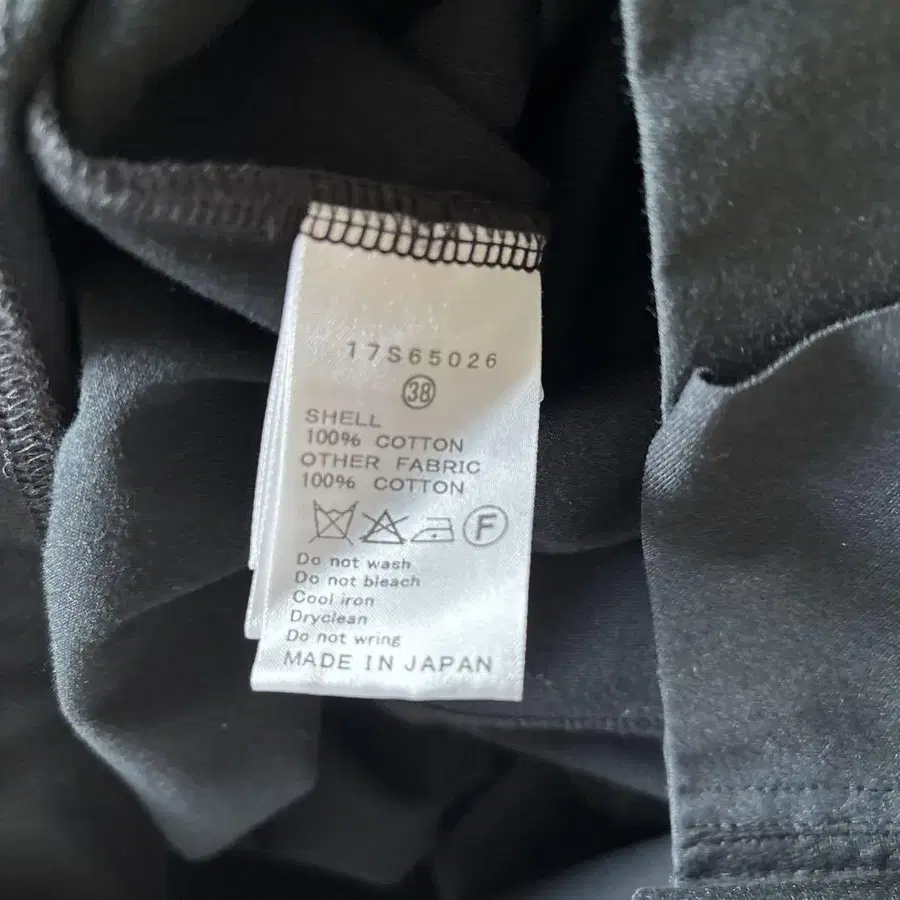 17S65026
38
SHELL
100% COTTON
OTHER FABRIC
100% COTTON
F
Do not wash
Do not bleach
Cool iron
Dryclean
Do not wring
MADE IN JAPAN